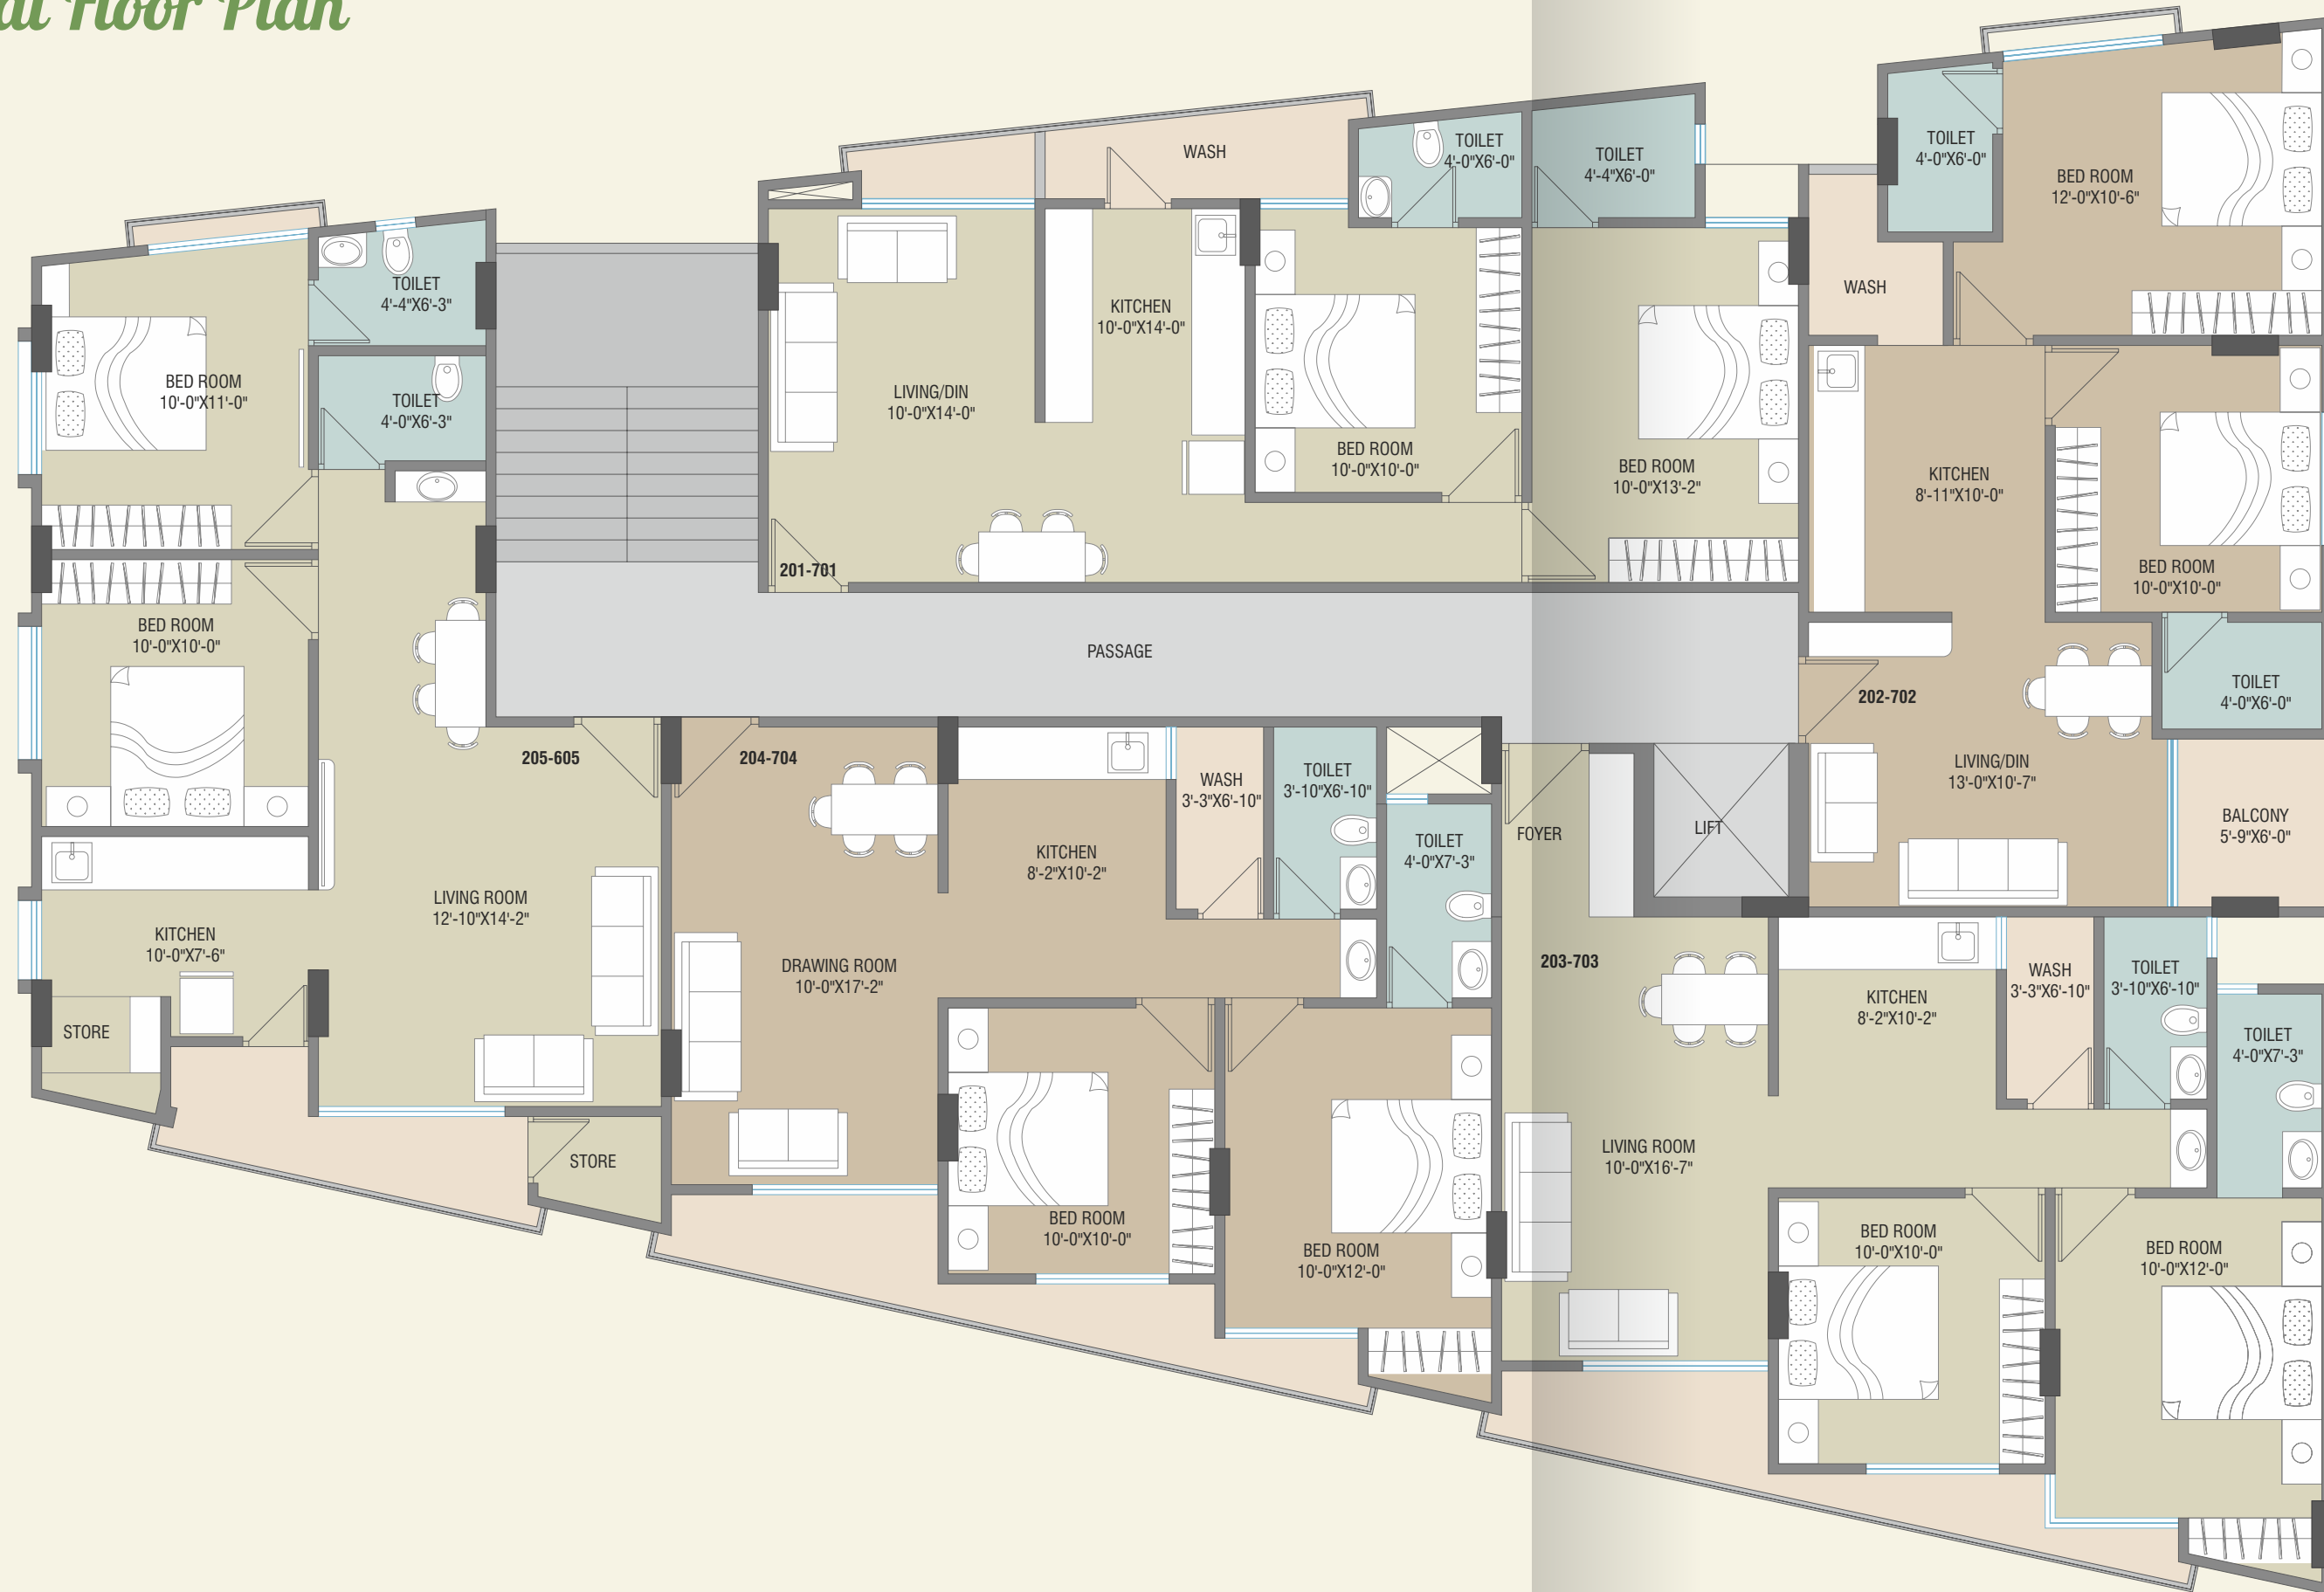 Floor Plan
TOILET
4'-4"X6'-3"
BED ROOM
10'-0"X11'-0"
TOILET
4'-0"X6'-3"
BED ROOM
10'-0"X10'-0"
205-605
LIVING ROOM
12'-10"X14'-2"
KITCHEN
10'-0"X7'-6"
STORE
STORE
WASH
LIVING/DIN
10'-0"X14'-0"
KITCHEN
10'-0"X14'-0"
TOILET
4'-0"X6'-0"
BED ROOM
10'-0"X10'-0"
TOILET
4'-4"X6'-0"
BED ROOM
10'-0"X13'-2"
201-701
PASSAGE
TOILET
4'-0"X6'-0"
BED ROOM
12'-0"X10'-6"
WASH
KITCHEN
8'-11"X10'-0"
BED ROOM
10'-0"X10'-0"
TOILET
4'-0"X6'-0"
202-702
LIVING/DIN
13'-0"X10'-7"
BALCONY
5'-9"X6'-0"
LIFT
204-704
DRAWING ROOM
10'-0"X17'-2"
KITCHEN
8'-2"X10'-2"
WASH
3'-3"X6'-10"
TOILET
3'-10"X6'-10"
TOILET
4'-0"X7'-3"
BED ROOM
10'-0"X10'-0"
BED ROOM
10'-0"X12'-0"
FOYER
203-703
LIVING ROOM
10'-0"X16'-7"
KITCHEN
8'-2"X10'-2"
WASH
3'-3"X6'-10"
TOILET
3'-10"X6'-10"
TOILET
4'-0"X7'-3"
BED ROOM
10'-0"X10'-0"
BED ROOM
10'-0"X12'-0"